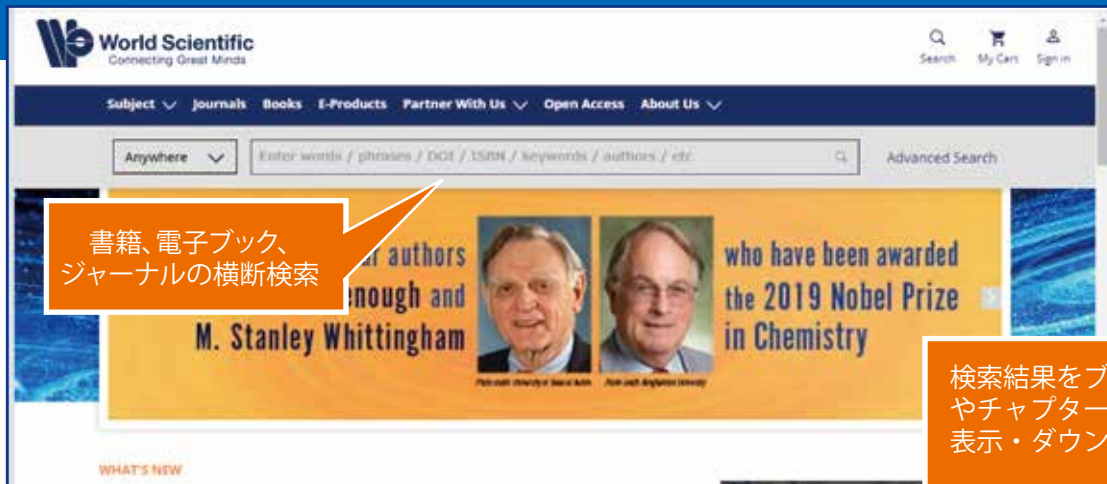 World Scientific
Connecting Great Minds
Search My Cart Sign in
Subject Journals Books E-Products Partner With Us Open Access About Us
Anywhere Enter words / phrases / DOI / ISBN / keywords / authors / etc. Advanced Search
書籍、電子ブック、
ジャーナルの横断検索
authors
enough and
M. Stanley Whittingham
who have been awarded
the 2019 Nobel Prize
in Chemistry
検索結果をブ
やチャプター
表示・ダウン
WHAT'S NEW